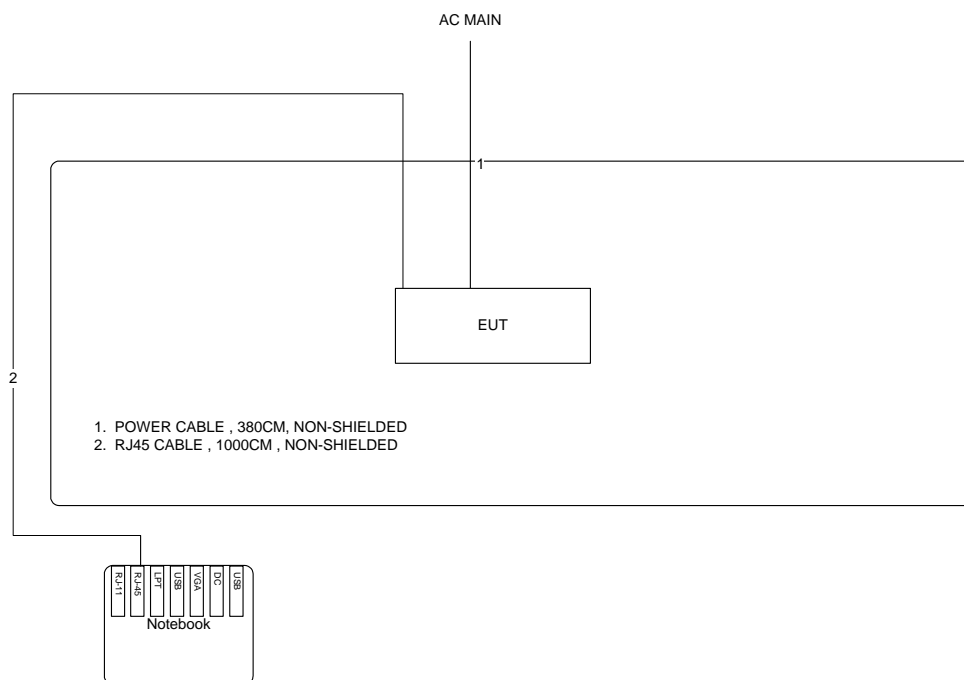 AC MAIN
1
EUT
2
1. POWER CABLE , 380CM, NON-SHIELDED
2. RJ45 CABLE , 1000CM , NON-SHIELDED
RJ-11
RJ-45
LPT
USB
VGA
DC
USB
Notebook